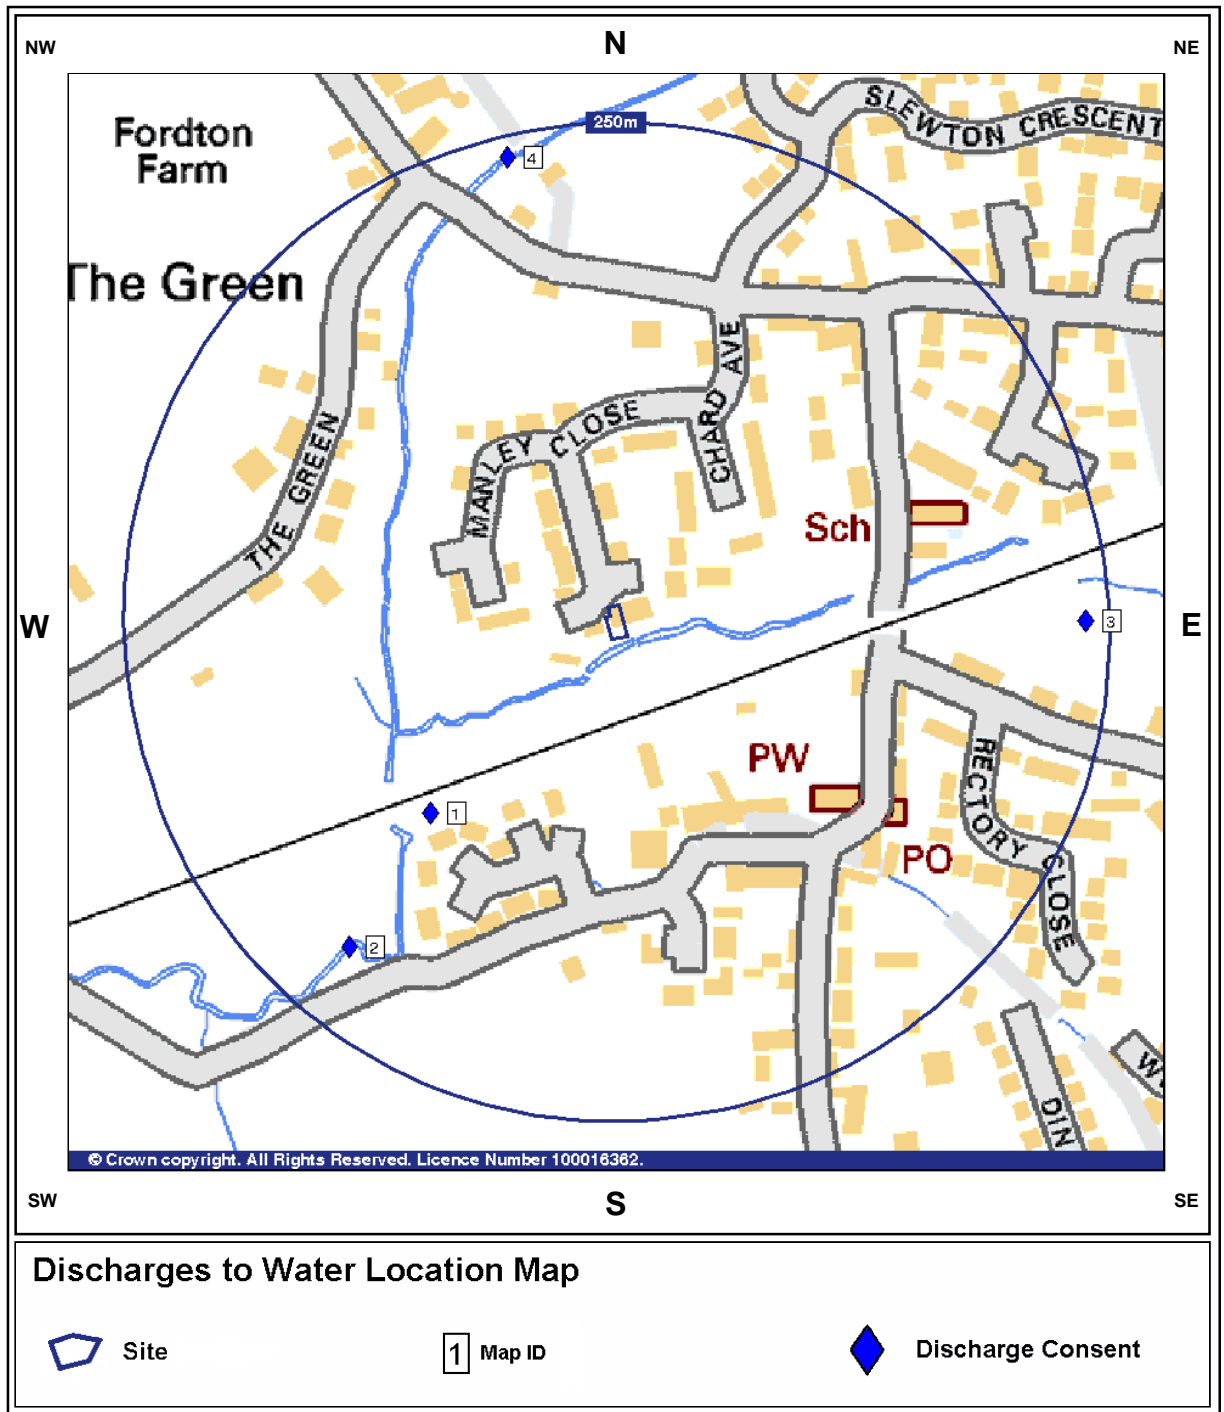 NW
N
NE
Fordton
Farm
250m
SLEWTON CRESCENT
4
The Green
CHARD AVE
MANLEY CLOSE
THE GREEN
Sch
W
E
3
PW
RECTORY CLOSE
1
PO
2
DIN
© Crown copyright. All Rights Reserved. Licence Number 100016362.
SW
S
SE
Discharges to Water Location Map
Site
1
Map ID
Discharge Consent